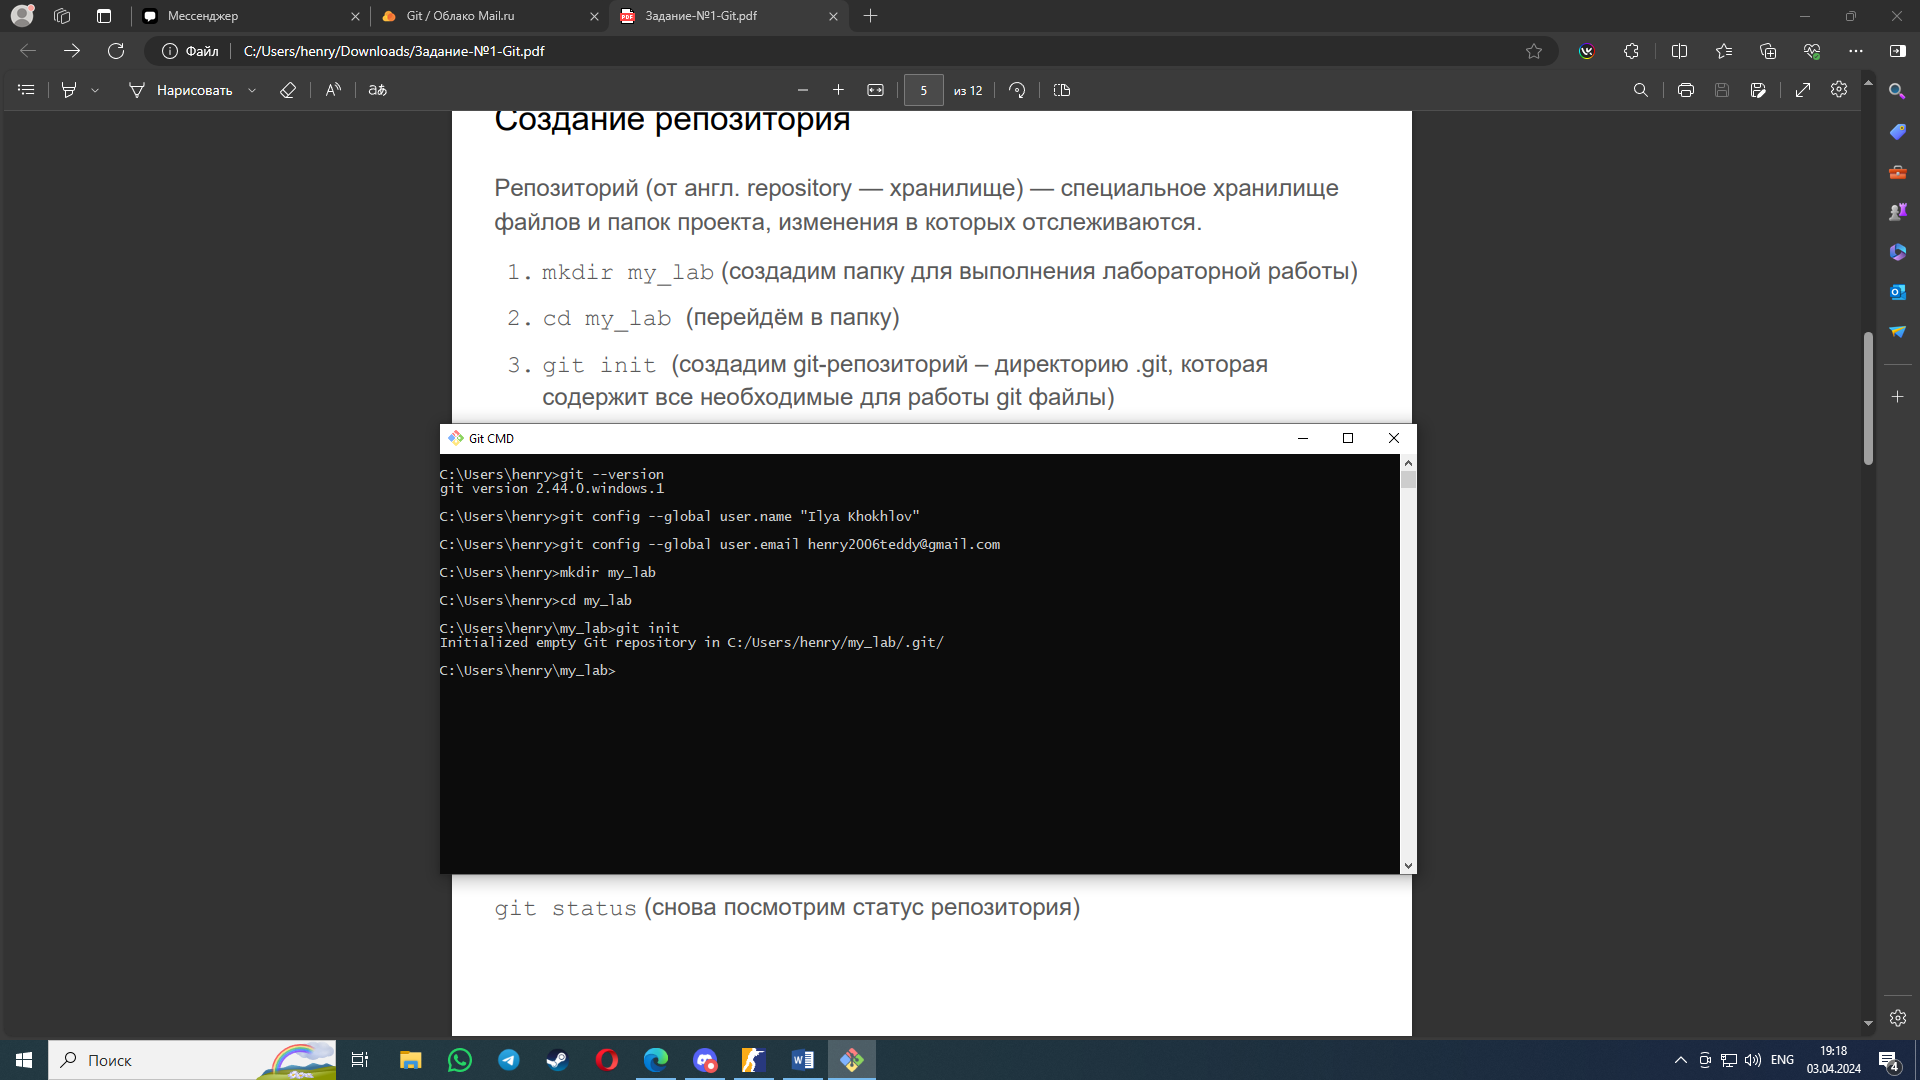 Мессенджер
Git / Облако Mail.ru
Задание-№1-Git.pdf
Файл
C:/Users/henry/Downloads/Задание-№1-Git.pdf
Нарисовать
5
из 12
Создание репозитория
Репозиторий (от англ. repository — хранилище) — специальное хранилище
файлов и папок проекта, изменения в которых отслеживаются.
1. mkdir my_lab (создадим папку для выполнения лабораторной работы)
2. cd my_lab (перейдём в папку)
3. git init (создадим git-репозиторий – директорию .git, которая
содержит все необходимые для работы git файлы)
Git CMD
C:\Users\henry>git --version
git version 2.44.0.windows.1
C:\Users\henry>git config --global user.name "Ilya Khokhlov"
C:\Users\henry>git config --global user.email henry2006teddy@gmail.com
C:\Users\henry>mkdir my_lab
C:\Users\henry>cd my_lab
C:\Users\henry\my_lab>git init
Initialized empty Git repository in C:/Users/henry/my_lab/.git/
C:\Users\henry\my_lab>
git status (снова посмотрим статус репозитория)
Поиск
ENG
19:18
03.04.2024
4